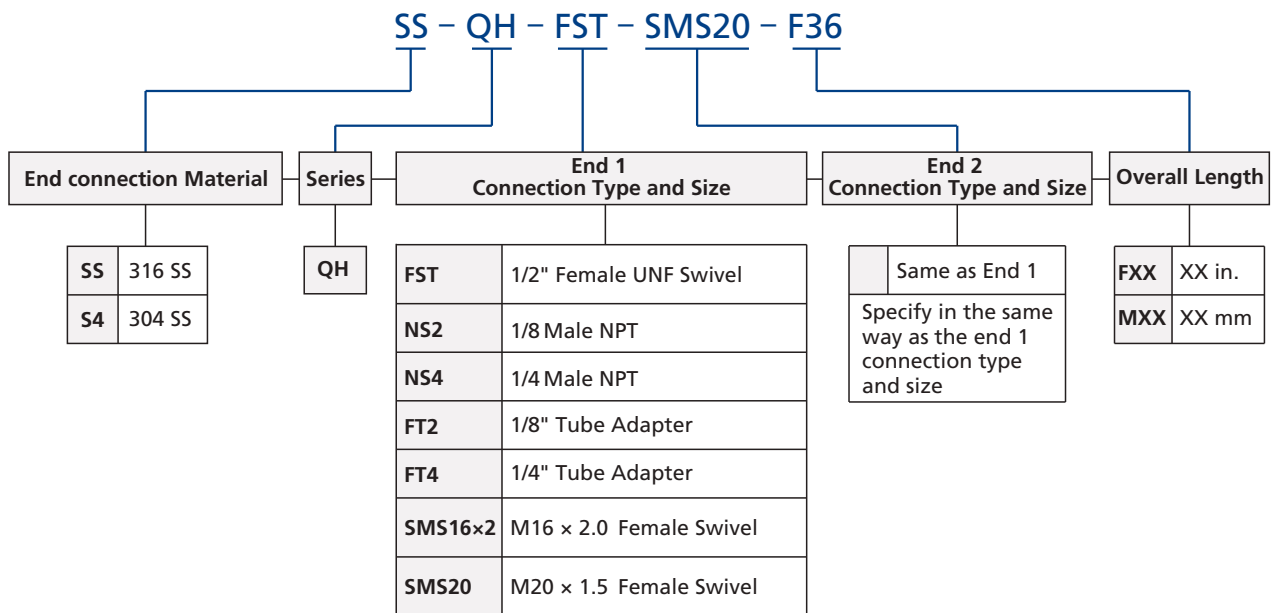 SS – QH – FST – SMS20 – F36
End connection Material
Series
End 1
Connection Type and Size
End 2
Connection Type and Size
Overall Length
SS 316 SS
S4 304 SS
QH
FST 1/2" Female UNF Swivel
NS2 1/8 Male NPT
NS4 1/4 Male NPT
FT2 1/8" Tube Adapter
FT4 1/4" Tube Adapter
SMS16×2 M16 × 2.0 Female Swivel
SMS20 M20 × 1.5 Female Swivel
Same as End 1
Specify in the same
way as the end 1
connection type
and size
FXX XX in.
MXX XX mm